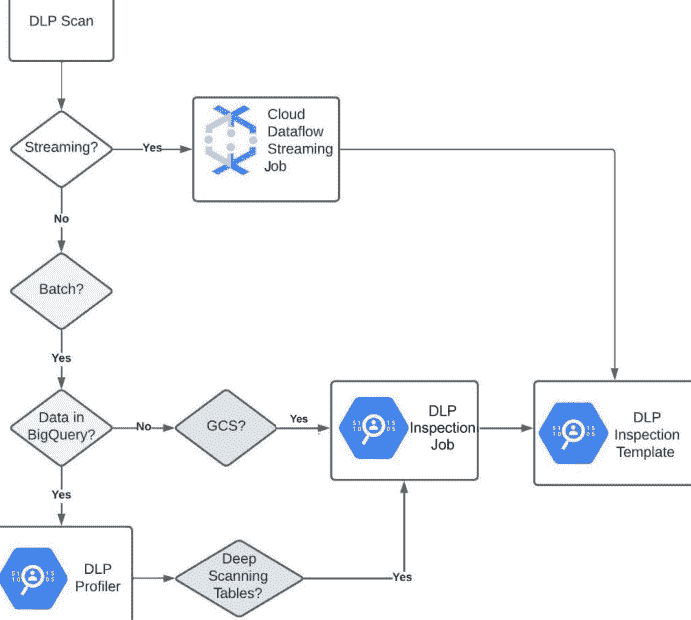 DLP Scan
Streaming?
Yes
Cloud
Dataflow
Streaming
Job
No
Batch?
Yes
Data in
BigQuery?
No
GCS?
Yes
DLP
Inspection
Job
DLP
Inspection
Template
Yes
DLP
Profiler
Deep
Scanning
Tables?
Yes